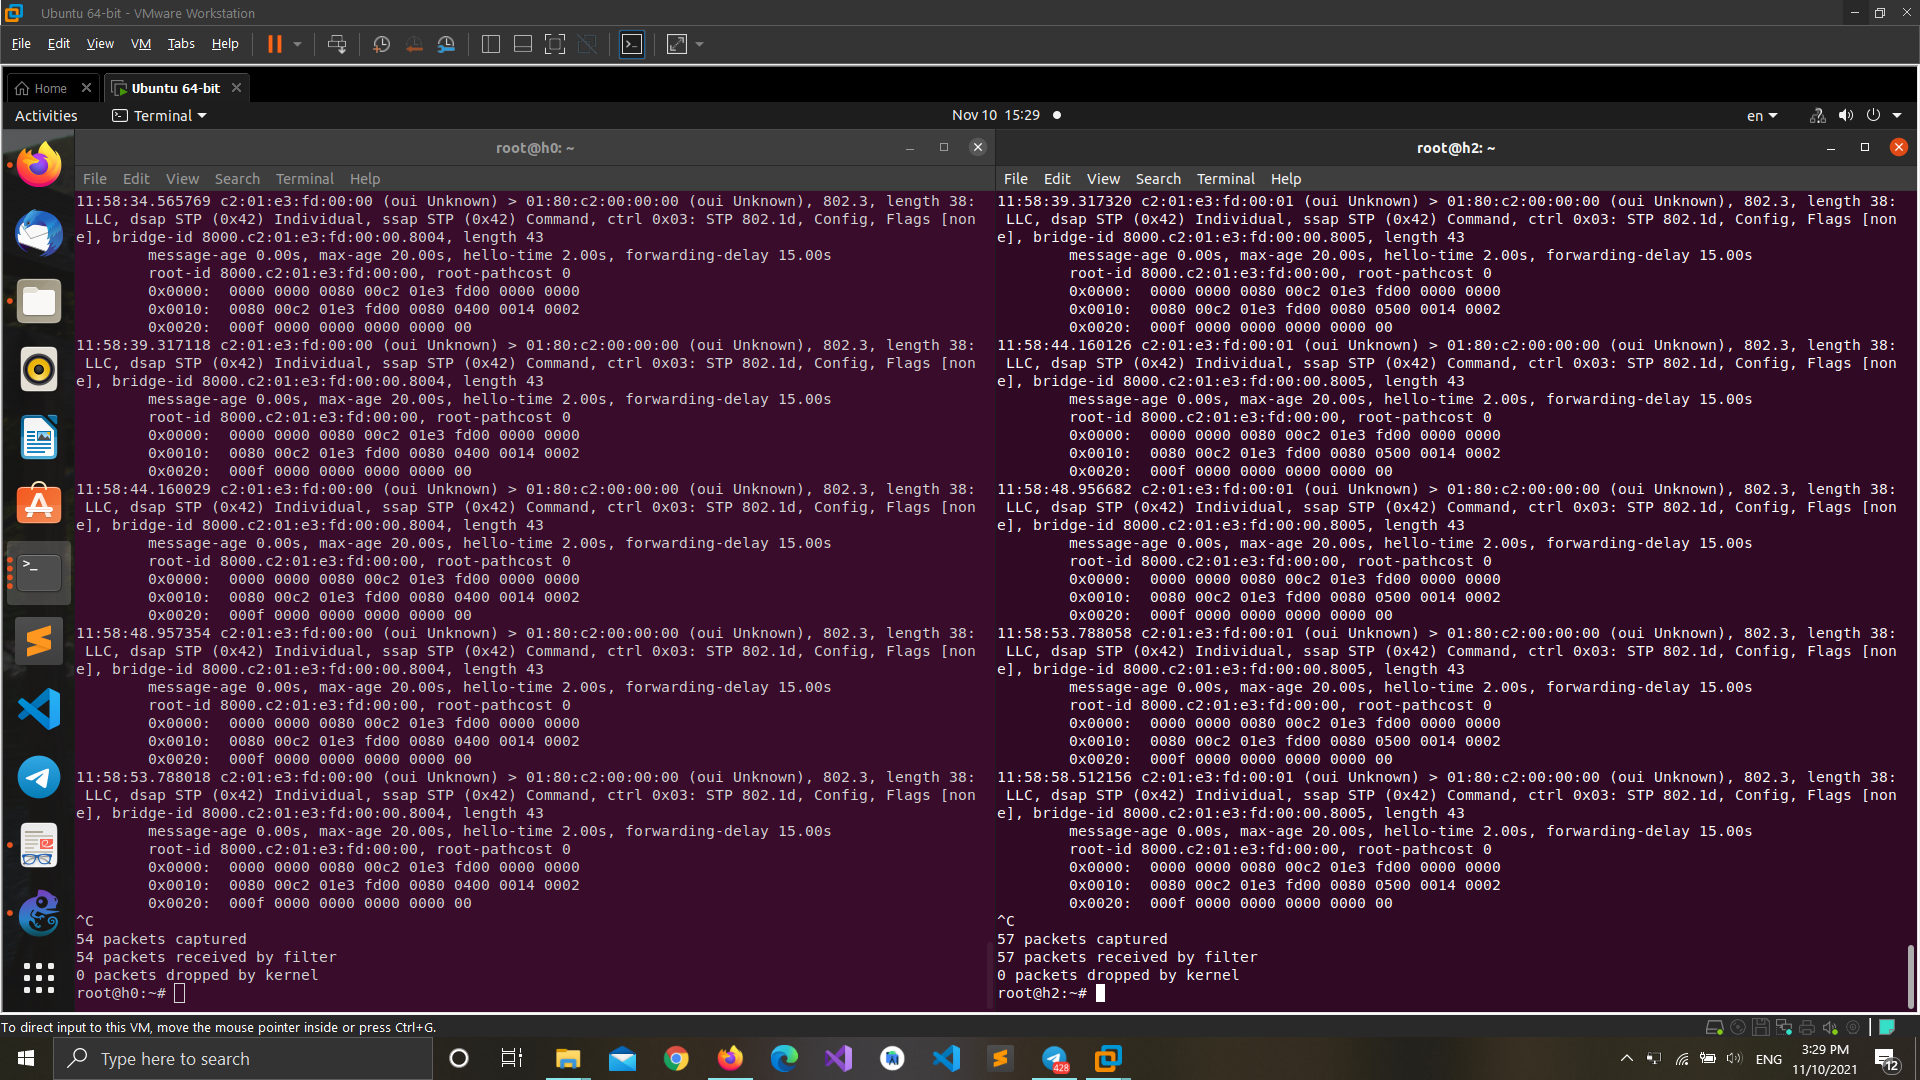 Ubuntu 64-bit - VMware Workstation
File Edit View VM Tabs Help
Home
Ubuntu 64-bit
Activities
Terminal
Nov 10 15:29
en
root@h0: ~
File Edit View Search Terminal Help
11:58:34.565769 c2:01:e3:fd:00:00 (oui Unknown) > 01:80:c2:00:00:00 (oui Unknown), 802.3, length 38:
LLC, dsap STP (0x42) Individual, ssap STP (0x42) Command, ctrl 0x03: STP 802.1d, Config, Flags [non
e], bridge-id 8000.c2:01:e3:fd:00:00.8004, length 43
message-age 0.00s, max-age 20.00s, hello-time 2.00s, forwarding-delay 15.00s
root-id 8000.c2:01:e3:fd:00:00, root-pathcost 0
0x0000: 0000 0000 0080 00c2 01e3 fd00 0000 0000
0x0010: 0080 00c2 01e3 fd00 0080 0400 0014 0002
0x0020: 000f 0000 0000 0000 0000 00
11:58:39.317118 c2:01:e3:fd:00:00 (oui Unknown) > 01:80:c2:00:00:00 (oui Unknown), 802.3, length 38:
LLC, dsap STP (0x42) Individual, ssap STP (0x42) Command, ctrl 0x03: STP 802.1d, Config, Flags [non
e], bridge-id 8000.c2:01:e3:fd:00:00.8004, length 43
message-age 0.00s, max-age 20.00s, hello-time 2.00s, forwarding-delay 15.00s
root-id 8000.c2:01:e3:fd:00:00, root-pathcost 0
0x0000: 0000 0000 0080 00c2 01e3 fd00 0000 0000
0x0010: 0080 00c2 01e3 fd00 0080 0400 0014 0002
0x0020: 000f 0000 0000 0000 0000 00
11:58:44.160029 c2:01:e3:fd:00:00 (oui Unknown) > 01:80:c2:00:00:00 (oui Unknown), 802.3, length 38:
LLC, dsap STP (0x42) Individual, ssap STP (0x42) Command, ctrl 0x03: STP 802.1d, Config, Flags [non
e], bridge-id 8000.c2:01:e3:fd:00:00.8004, length 43
message-age 0.00s, max-age 20.00s, hello-time 2.00s, forwarding-delay 15.00s
root-id 8000.c2:01:e3:fd:00:00, root-pathcost 0
0x0000: 0000 0000 0080 00c2 01e3 fd00 0000 0000
0x0010: 0080 00c2 01e3 fd00 0080 0400 0014 0002
0x0020: 000f 0000 0000 0000 0000 00
11:58:48.957354 c2:01:e3:fd:00:00 (oui Unknown) > 01:80:c2:00:00:00 (oui Unknown), 802.3, length 38:
LLC, dsap STP (0x42) Individual, ssap STP (0x42) Command, ctrl 0x03: STP 802.1d, Config, Flags [non
e], bridge-id 8000.c2:01:e3:fd:00:00.8004, length 43
message-age 0.00s, max-age 20.00s, hello-time 2.00s, forwarding-delay 15.00s
root-id 8000.c2:01:e3:fd:00:00, root-pathcost 0
0x0000: 0000 0000 0080 00c2 01e3 fd00 0000 0000
0x0010: 0080 00c2 01e3 fd00 0080 0400 0014 0002
0x0020: 000f 0000 0000 0000 0000 00
11:58:53.788018 c2:01:e3:fd:00:00 (oui Unknown) > 01:80:c2:00:00:00 (oui Unknown), 802.3, length 38:
LLC, dsap STP (0x42) Individual, ssap STP (0x42) Command, ctrl 0x03: STP 802.1d, Config, Flags [non
e], bridge-id 8000.c2:01:e3:fd:00:00.8004, length 43
message-age 0.00s, max-age 20.00s, hello-time 2.00s, forwarding-delay 15.00s
root-id 8000.c2:01:e3:fd:00:00, root-pathcost 0
0x0000: 0000 0000 0080 00c2 01e3 fd00 0000 0000
0x0010: 0080 00c2 01e3 fd00 0080 0400 0014 0002
0x0020: 000f 0000 0000 0000 0000 00
^C
54 packets captured
54 packets received by filter
0 packets dropped by kernel
root@h0:~#
root@h2: ~
File Edit View Search Terminal Help
11:58:39.317320 c2:01:e3:fd:00:01 (oui Unknown) > 01:80:c2:00:00:00 (oui Unknown), 802.3, length 38:
LLC, dsap STP (0x42) Individual, ssap STP (0x42) Command, ctrl 0x03: STP 802.1d, Config, Flags [non
e], bridge-id 8000.c2:01:e3:fd:00:00.8005, length 43
message-age 0.00s, max-age 20.00s, hello-time 2.00s, forwarding-delay 15.00s
root-id 8000.c2:01:e3:fd:00:00, root-pathcost 0
0x0000: 0000 0000 0080 00c2 01e3 fd00 0000 0000
0x0010: 0080 00c2 01e3 fd00 0080 0500 0014 0002
0x0020: 000f 0000 0000 0000 0000 00
11:58:44.160126 c2:01:e3:fd:00:01 (oui Unknown) > 01:80:c2:00:00:00 (oui Unknown), 802.3, length 38:
LLC, dsap STP (0x42) Individual, ssap STP (0x42) Command, ctrl 0x03: STP 802.1d, Config, Flags [non
e], bridge-id 8000.c2:01:e3:fd:00:00.8005, length 43
message-age 0.00s, max-age 20.00s, hello-time 2.00s, forwarding-delay 15.00s
root-id 8000.c2:01:e3:fd:00:00, root-pathcost 0
0x0000: 0000 0000 0080 00c2 01e3 fd00 0000 0000
0x0010: 0080 00c2 01e3 fd00 0080 0500 0014 0002
0x0020: 000f 0000 0000 0000 0000 00
11:58:48.956682 c2:01:e3:fd:00:01 (oui Unknown) > 01:80:c2:00:00:00 (oui Unknown), 802.3, length 38:
LLC, dsap STP (0x42) Individual, ssap STP (0x42) Command, ctrl 0x03: STP 802.1d, Config, Flags [non
e], bridge-id 8000.c2:01:e3:fd:00:00.8005, length 43
message-age 0.00s, max-age 20.00s, hello-time 2.00s, forwarding-delay 15.00s
root-id 8000.c2:01:e3:fd:00:00, root-pathcost 0
0x0000: 0000 0000 0080 00c2 01e3 fd00 0000 0000
0x0010: 0080 00c2 01e3 fd00 0080 0500 0014 0002
0x0020: 000f 0000 0000 0000 0000 00
11:58:53.788058 c2:01:e3:fd:00:01 (oui Unknown) > 01:80:c2:00:00:00 (oui Unknown), 802.3, length 38:
LLC, dsap STP (0x42) Individual, ssap STP (0x42) Command, ctrl 0x03: STP 802.1d, Config, Flags [non
e], bridge-id 8000.c2:01:e3:fd:00:00.8005, length 43
message-age 0.00s, max-age 20.00s, hello-time 2.00s, forwarding-delay 15.00s
root-id 8000.c2:01:e3:fd:00:00, root-pathcost 0
0x0000: 0000 0000 0080 00c2 01e3 fd00 0000 0000
0x0010: 0080 00c2 01e3 fd00 0080 0500 0014 0002
0x0020: 000f 0000 0000 0000 0000 00
11:58:58.512156 c2:01:e3:fd:00:01 (oui Unknown) > 01:80:c2:00:00:00 (oui Unknown), 802.3, length 38:
LLC, dsap STP (0x42) Individual, ssap STP (0x42) Command, ctrl 0x03: STP 802.1d, Config, Flags [non
e], bridge-id 8000.c2:01:e3:fd:00:00.8005, length 43
message-age 0.00s, max-age 20.00s, hello-time 2.00s, forwarding-delay 15.00s
root-id 8000.c2:01:e3:fd:00:00, root-pathcost 0
0x0000: 0000 0000 0080 00c2 01e3 fd00 0000 0000
0x0010: 0080 00c2 01e3 fd00 0080 0500 0014 0002
0x0020: 000f 0000 0000 0000 0000 00
^C
57 packets captured
57 packets received by filter
0 packets dropped by kernel
root@h2:~#
To direct input to this VM, move the mouse pointer inside or press Ctrl+G.
Type here to search
428
ENG
3:29 PM
11/10/2021
12